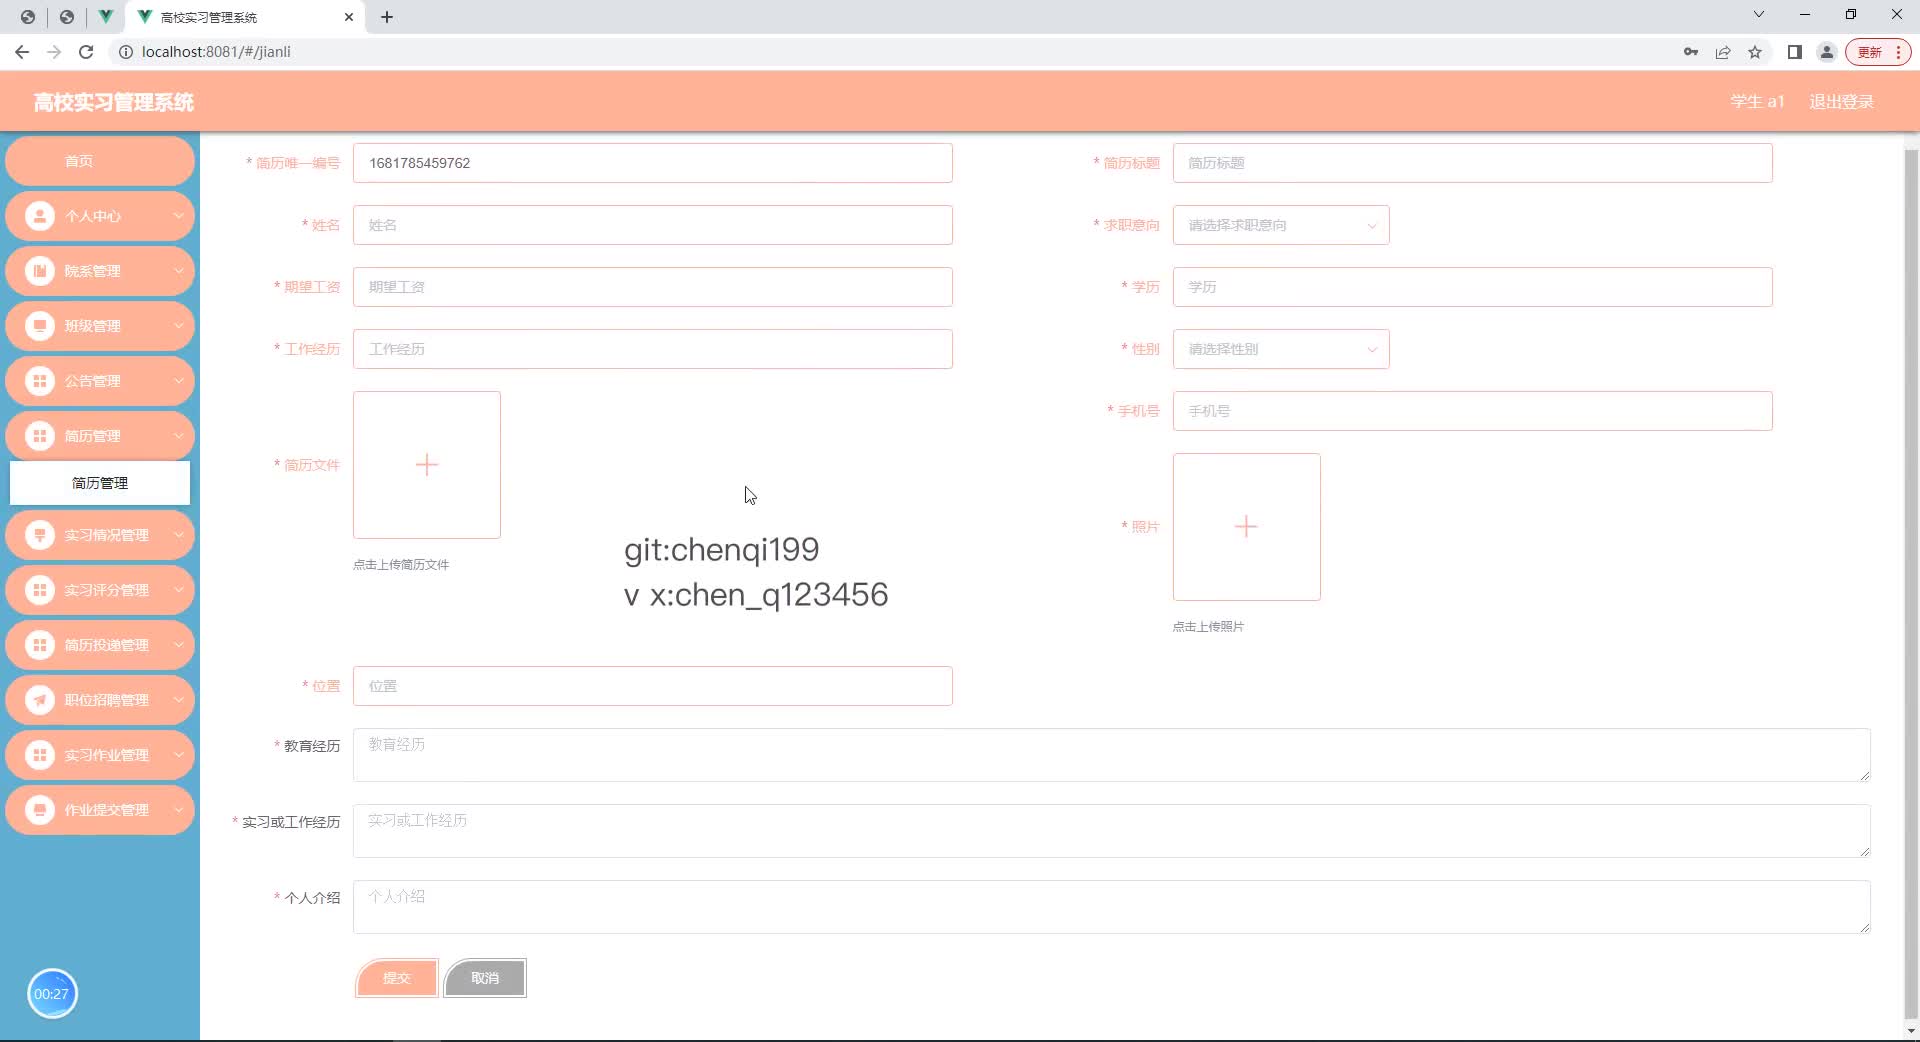 高校实习管理系统
localhost:8081/#/jianli
更新
高校实习管理系统
学生 a1
退出登录
首页
个人中心
院系管理
班级管理
公告管理
简历管理
简历管理
实习情况管理
实习评分管理
简历投递管理
职位招聘管理
实习作业管理
作业提交管理
00:27
* 简历唯一编号
1681785459762
* 简历标题
简历标题
* 姓名
姓名
* 求职意向
请选择求职意向
* 期望工资
期望工资
* 学历
学历
* 工作经历
工作经历
* 性别
请选择性别
* 简历文件
点击上传简历文件
* 手机号
手机号
* 照片
点击上传照片
git:chenqi199
v x:chen_q123456
* 位置
位置
* 教育经历
教育经历
* 实习或工作经历
实习或工作经历
* 个人介绍
个人介绍
提交
取消